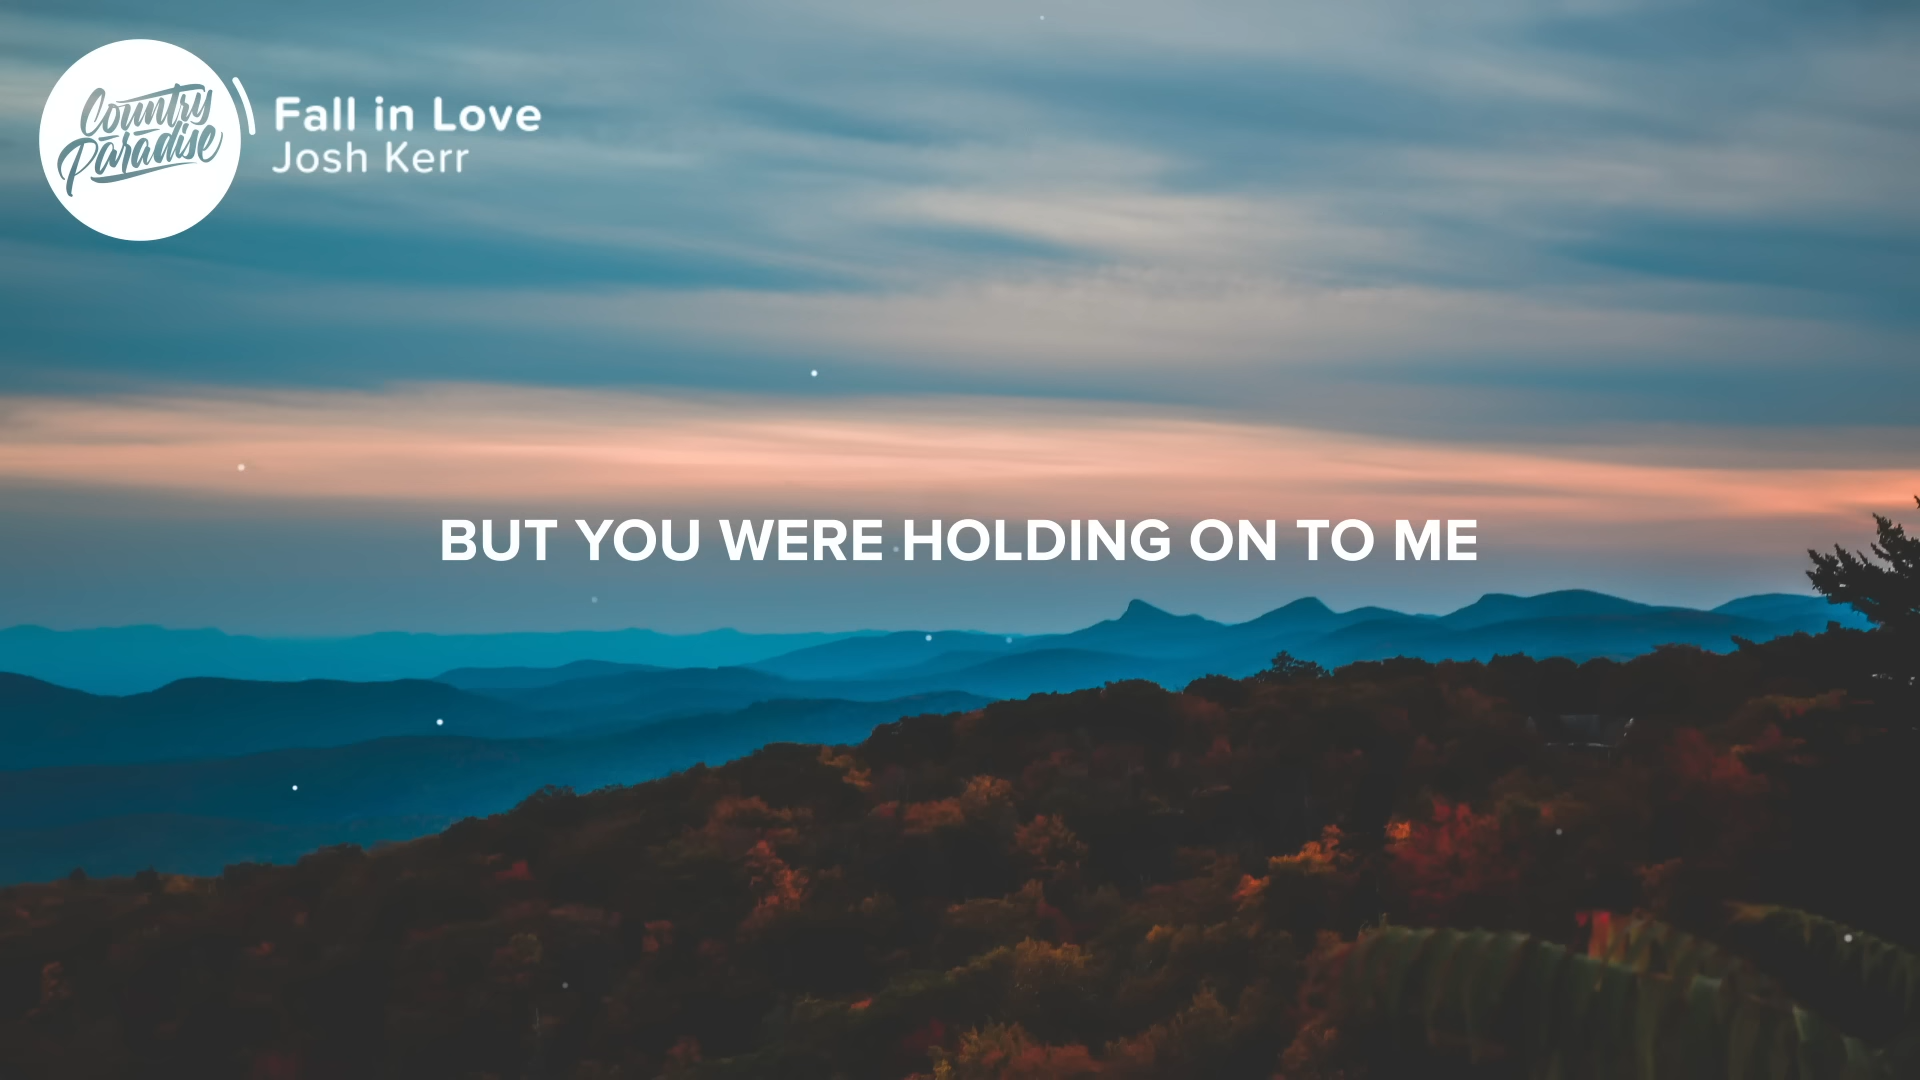 Country
Paradise
Fall in Love
Josh Kerr
BUT YOU WERE HOLDING ON TO ME